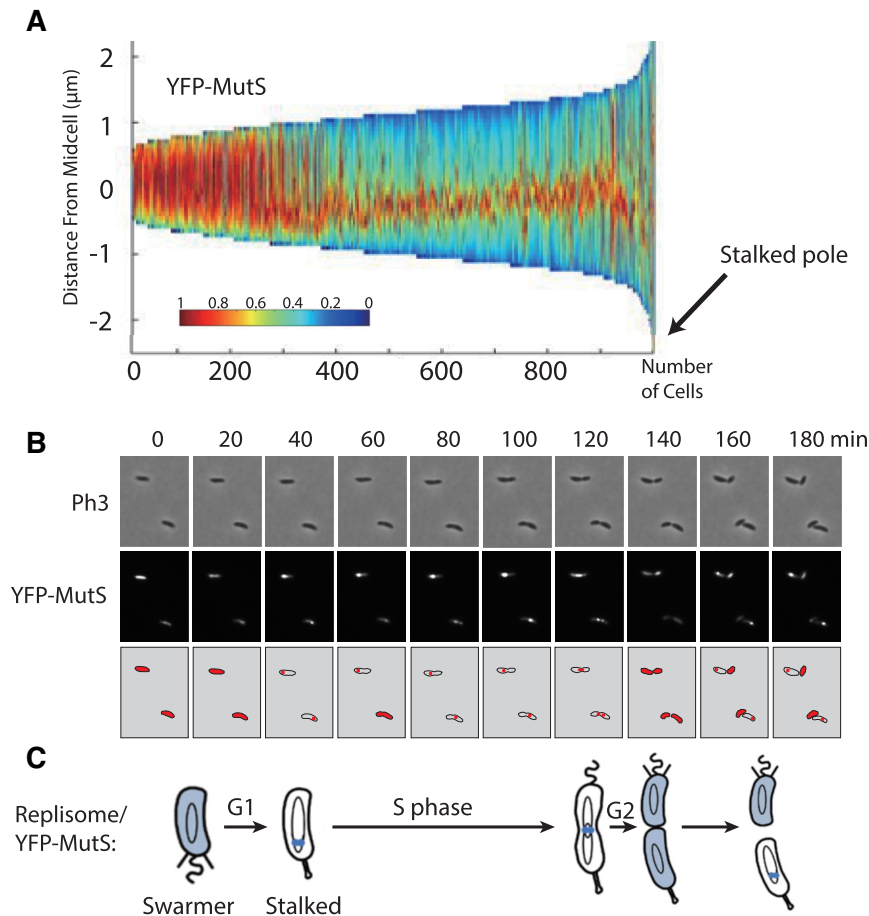 A
YFP-MutS
Distance From Midcell (μm)
2
1
0
-1
-2
1 0.8 0.6 0.4 0.2 0
Stalked pole
0 200 400 600 800
Number
of Cells
B
0 20 40 60 80 100 120 140 160 180 min
Ph3
YFP-MutS
C
Replisome/
YFP-MutS:
G1
S phase
G2
Swarmer
Stalked